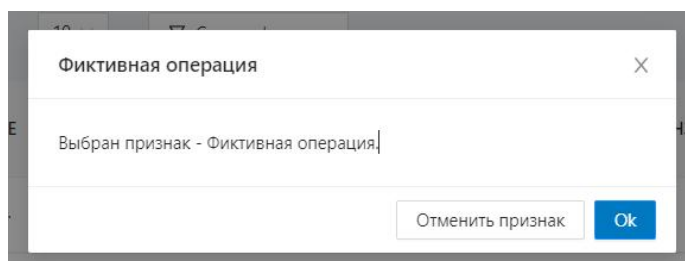 Фиктивная операция
Выбран признак - Фиктивная операция.
Отменить признак
Ok